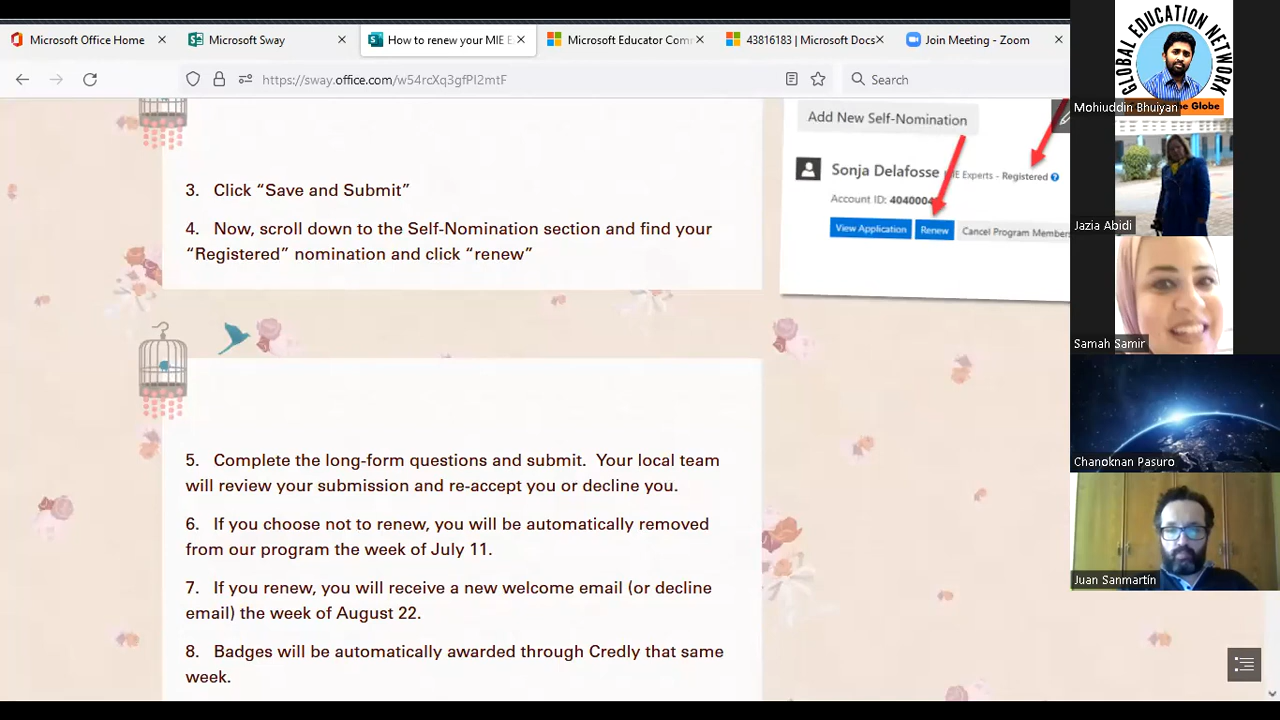 Microsoft Office Home
Microsoft Sway
How to renew your MIE E
Microsoft Educator Com
43816183 | Microsoft Docs
Join Meeting - Zoom
https://sway.office.com/w54rcXq3gfPl2mtF
Search
3. Click “Save and Submit”
4. Now, scroll down to the Self-Nomination section and find your
“Registered” nomination and click “renew”
Add New Self-Nomination
Sonja Delafosse IE Experts - Registered
Account ID: 4040004
View Application Renew Cancel Program Members
5. Complete the long-form questions and submit. Your local team
will review your submission and re-accept you or decline you.
6. If you choose not to renew, you will be automatically removed
from our program the week of July 11.
7. If you renew, you will receive a new welcome email (or decline
email) the week of August 22.
8. Badges will be automatically awarded through Credly that same
week.
GLOBAL EDUCATION NETWORK
be Globe
Mohiuddin Bhuiyan
Jazia Abidi
Samah Samir
Chanoknan Pasuro
Juan Sanmartín